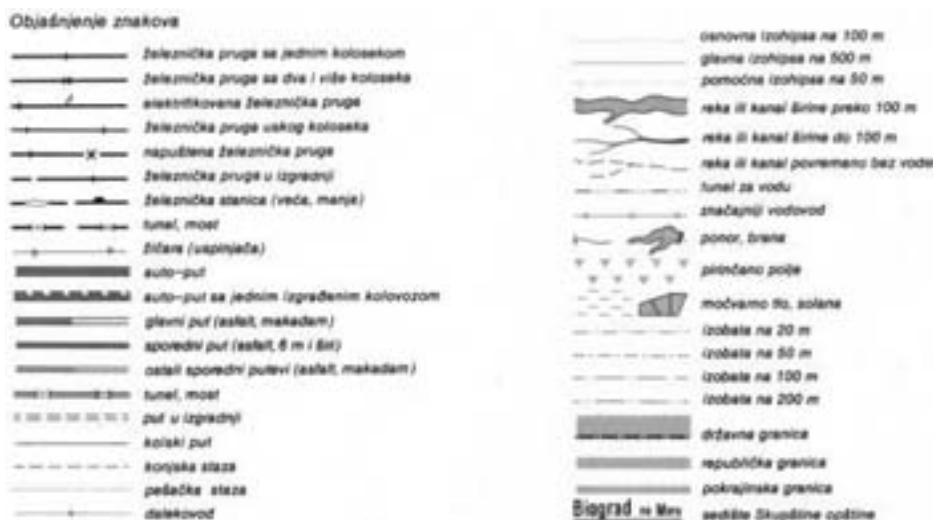 Objašnjenje znakova
železnička pruga sa jednim kolosekom
železnička pruga sa dva i više koloseka
elektrifikovana železnička pruga
železnička pruga uskog koloseka
napuštena železnička pruga
železnička pruga u izgradnji
železnička stanica (veća, manja)
tunel, most
žičara (uspinjača)
auto-put
auto-put sa jednim izgrađenim kolovozom
glavni put (asfalt, makadam)
sporedni put (asfalt, 6 m i širi)
ostali sporedni putevi (asfalt, makadam)
tunel, most
put u izgradnji
kolski put
konjska staza
pešačka staza
dalekovod
osnovna izohipsa na 100 m
glavna izohipsa na 500 m
pomoćna izohipsa na 50 m
reka ili kanal širine preko 100 m
reka ili kanal širine do 100 m
reka ili kanal povremeno bez vode
tunel za vodu
značajniji vodovod
ponor, brana
pirinčano polje
močvarno tlo, solana
izobata na 20 m
izobata na 50 m
izobata na 100 m
izobata na 200 m
državna granica
republička granica
pokrajinska granica
Biograd na Moru sedište Skupštine opštine